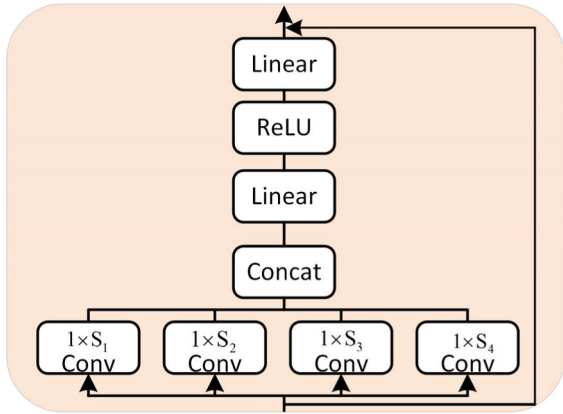 Linear
ReLU
Linear
Concat
1×S₁
Conv
1×S₂
Conv
1×S₃
Conv
1×S₄
Conv